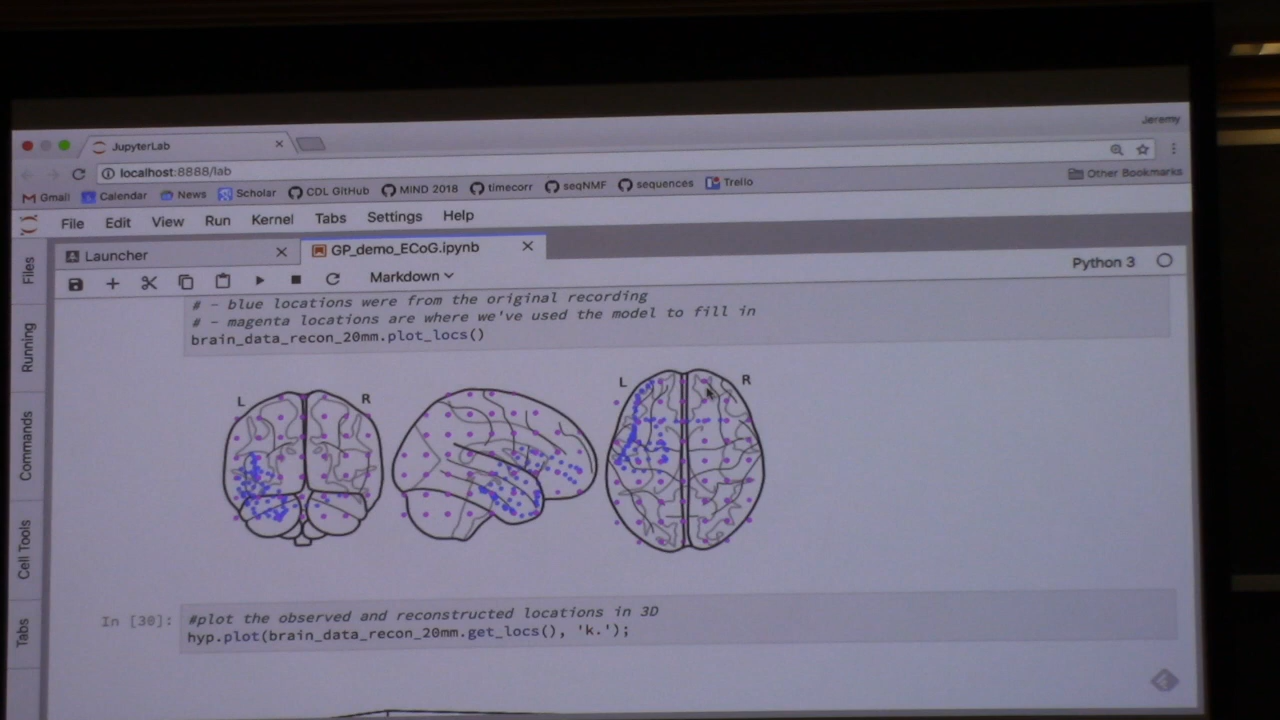 Jeremy
JupyterLab
localhost:8888/lab
Gmail Calendar News Scholar CDL GitHub MIND 2018 timecorr seqNMF sequences Trello Other Bookmarks
File Edit View Run Kernel Tabs Settings Help
Launcher GP_demo_ECoG.ipynb
Markdown Python 3
Files
Running
Commands
Cell Tools
Tabs
# - blue locations were from the original recording
# - magenta locations are where we've used the model to fill in
brain_data_recon_20mm.plot_locs()
L R L R
In [30]: #plot the observed and reconstructed locations in 3D
hyp.plot(brain_data_recon_20mm.get_locs(), 'k.');